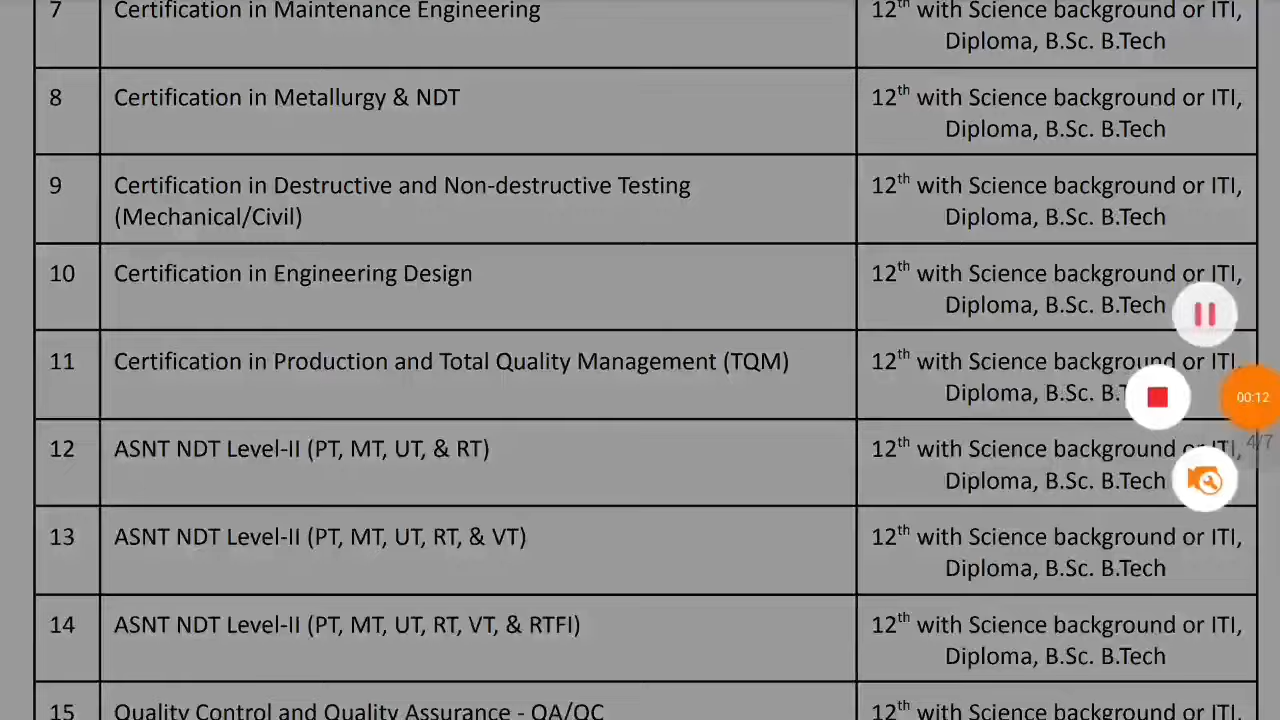 7 Certification in Maintenance Engineering 12th with Science background or ITI,
Diploma, B.Sc. B.Tech
8 Certification in Metallurgy & NDT 12th with Science background or ITI,
Diploma, B.Sc. B.Tech
9 Certification in Destructive and Non-destructive Testing 12th with Science background or ITI,
(Mechanical/Civil) Diploma, B.Sc. B.Tech
10 Certification in Engineering Design 12th with Science background or ITI,
Diploma, B.Sc. B.Tech
11 Certification in Production and Total Quality Management (TQM) 12th with Science background or ITI,
Diploma, B.Sc.
00:12
4/7
12 ASNT NDT Level-II (PT, MT, UT, & RT) 12th with Science background or ITI,
Diploma, B.Sc. B.Tech
13 ASNT NDT Level-II (PT, MT, UT, RT, & VT) 12th with Science background or ITI,
Diploma, B.Sc. B.Tech
14 ASNT NDT Level-II (PT, MT, UT, RT, VT, & RTFI) 12th with Science background or ITI,
Diploma, B.Sc. B.Tech
15 Quality Control and Quality Assurance - QA/QC 12th with Science background or ITI,